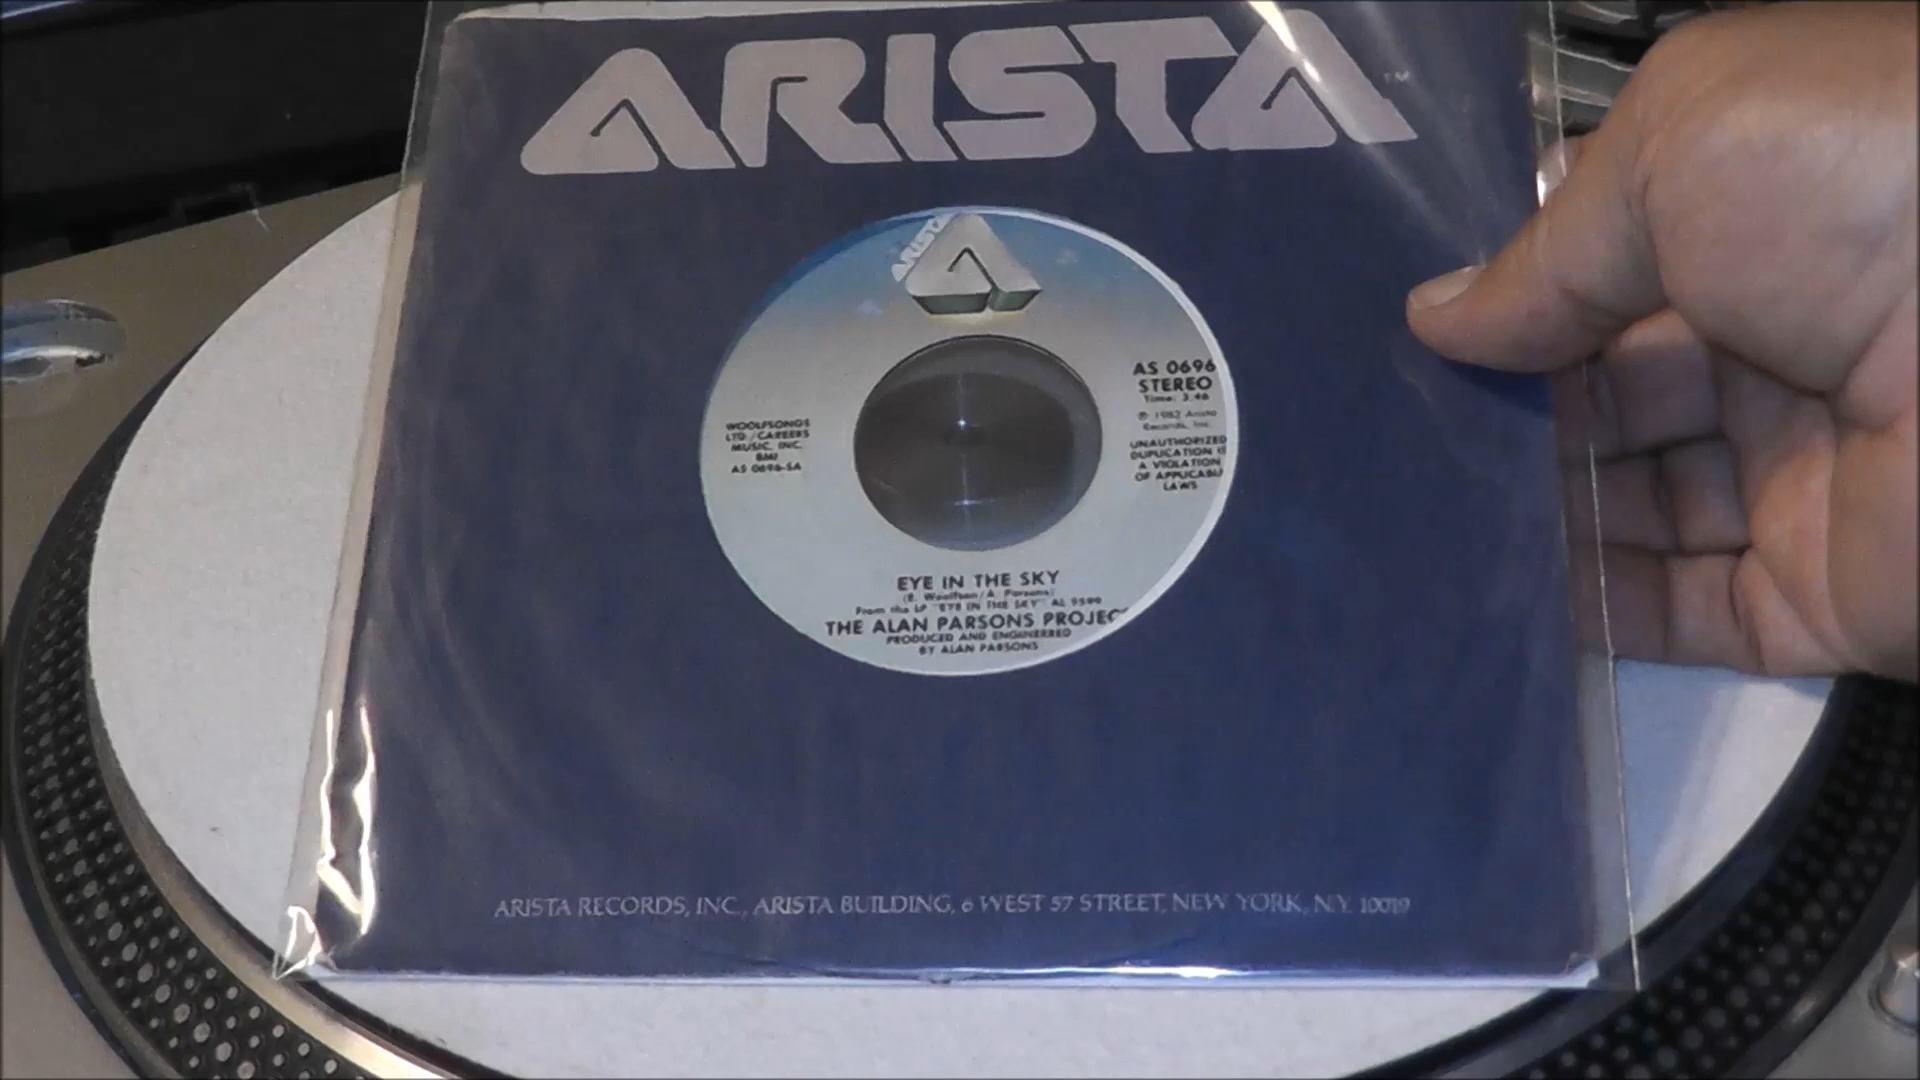 ARISTA
TM
ARISTA
AS 0696
STEREO
Time: 3:46
℗ 1982 Arista
Records, Inc.
UNAUTHORIZED
DUPLICATION IS
A VIOLATION
OF APPLICABLE
LAWS
WOOLFSONGS
LTD./CAREERS
MUSIC, INC.
BMI
AS 0696-SA
EYE IN THE SKY
(E. Woolfson/A. Parsons)
From the LP "EYE IN THE SKY" AL 9599
THE ALAN PARSONS PROJEC
PRODUCED AND ENGINEERED
BY ALAN PARSONS
ARISTA RECORDS, INC., ARISTA BUILDING, 6 WEST 57 STREET, NEW YORK, N.Y. 10019